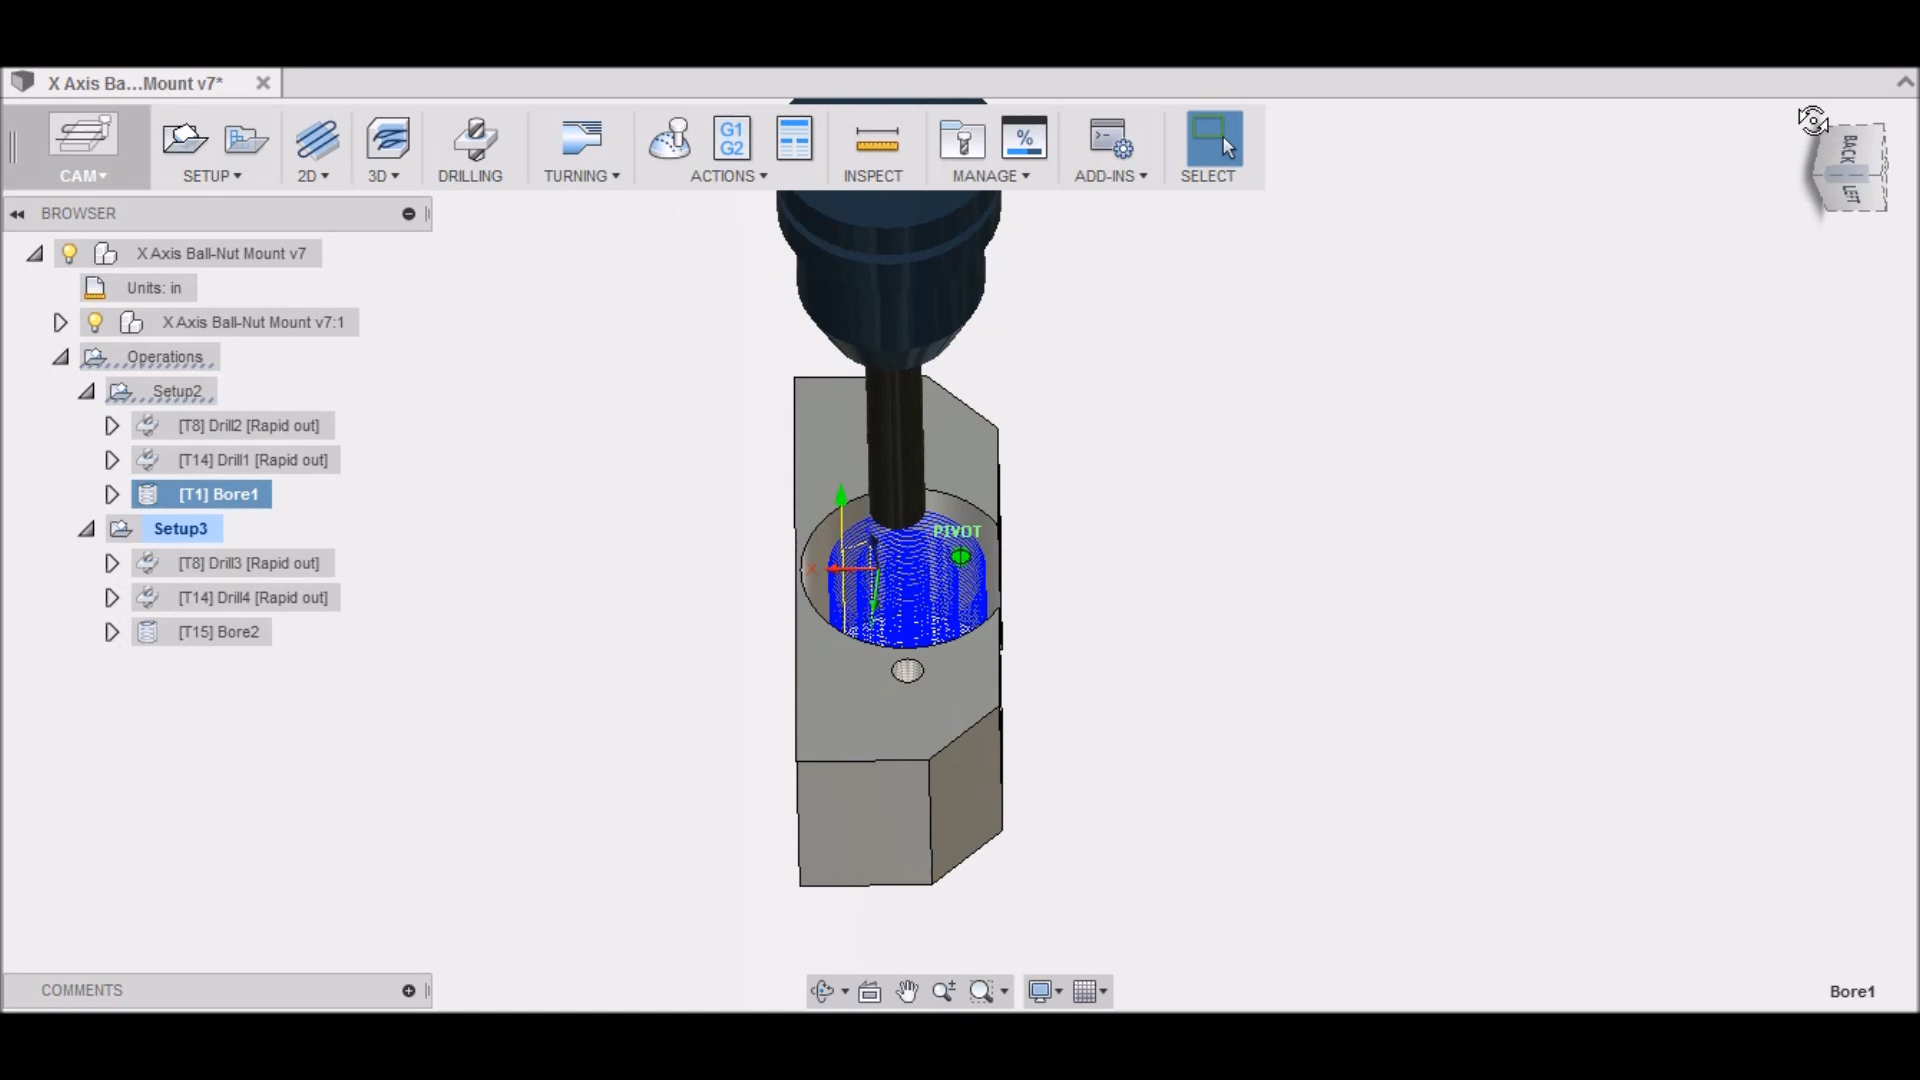 X Axis Ba...Mount v7*
CAM
SETUP
2D
3D
DRILLING
TURNING
G1
G2
ACTIONS
INSPECT
%
MANAGE
ADD-INS
SELECT
BACK
LEFT
BROWSER
X Axis Ball-Nut Mount v7
Units: in
X Axis Ball-Nut Mount v7:1
Operations
Setup2
[T8] Drill2 [Rapid out]
[T14] Drill1 [Rapid out]
[T1] Bore1
Setup3
[T8] Drill3 [Rapid out]
[T14] Drill4 [Rapid out]
[T15] Bore2
PIVOT
X
COMMENTS
Bore1